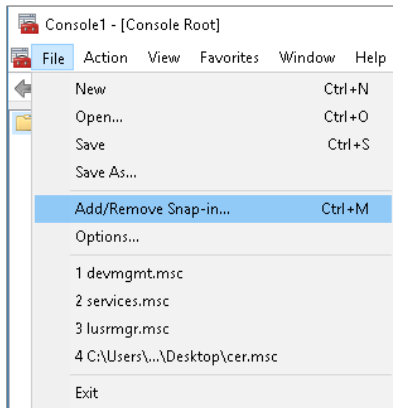 Console1 - [Console Root]
File Action View Favorites Window Help
New Ctrl+N
Open... Ctrl+O
Save Ctrl+S
Save As...
Add/Remove Snap-in... Ctrl+M
Options...
1 devmgmt.msc
2 services.msc
3 lusrmgr.msc
4 C:\Users\...\Desktop\cer.msc
Exit